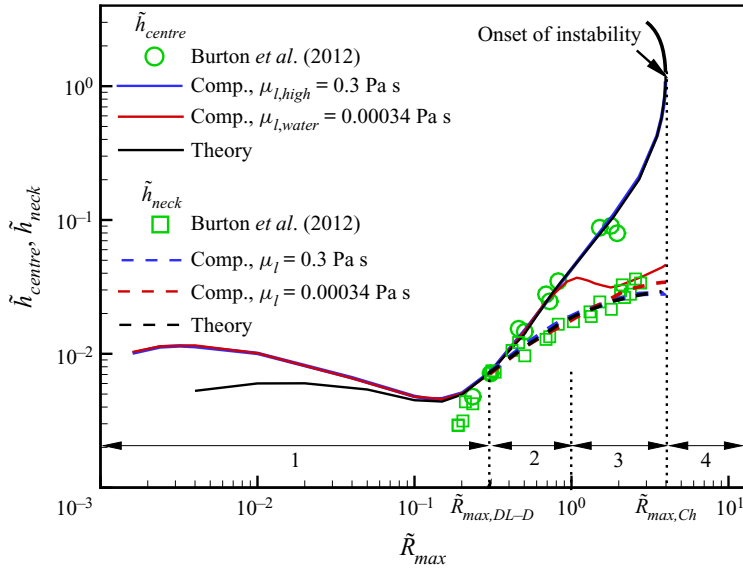 h̃centre
Onset of instability
Burton et al. (2012)
Comp., μl,high = 0.3 Pa s
Comp., μl,water = 0.00034 Pa s
Theory
h̃neck
Burton et al. (2012)
Comp., μl = 0.3 Pa s
Comp., μl = 0.00034 Pa s
Theory
h̃centre, h̃neck
10⁰
10⁻¹
10⁻²
1 2 3 4
10⁻³ 10⁻² 10⁻¹ R̃max,DL–D 10⁰ R̃max,Ch 10¹
R̃max